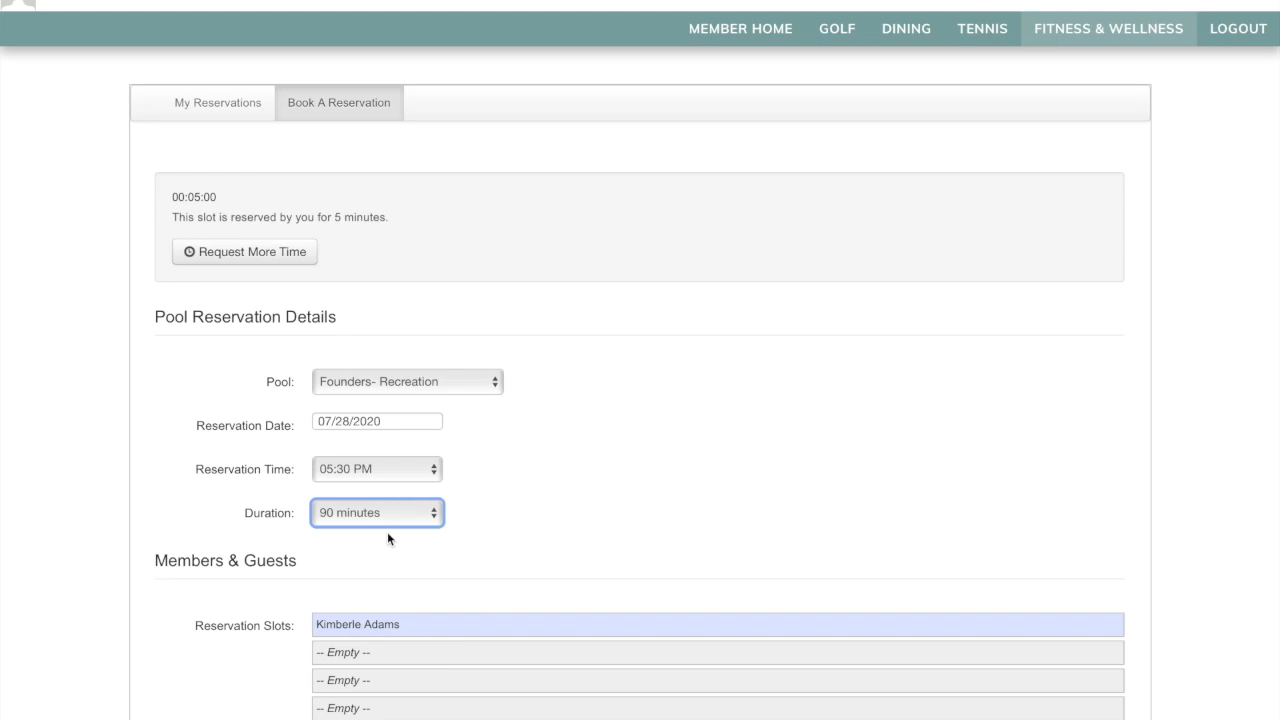 MEMBER HOME GOLF DINING TENNIS FITNESS & WELLNESS LOGOUT
My Reservations Book A Reservation
00:05:00
This slot is reserved by you for 5 minutes.
Request More Time
Pool Reservation Details
Pool: Founders- Recreation
Reservation Date: 07/28/2020
Reservation Time: 05:30 PM
Duration: 90 minutes
Members & Guests
Reservation Slots: Kimberle Adams
-- Empty --
-- Empty --
-- Empty --